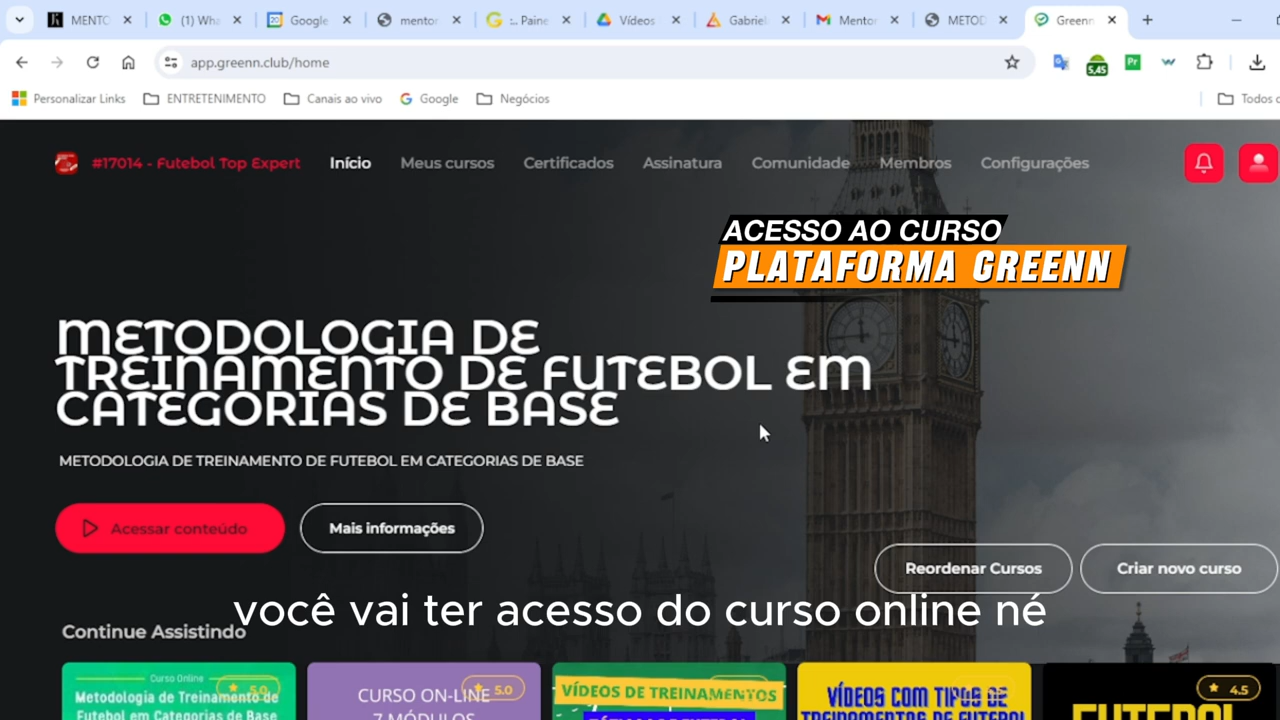 MENTO
(1) Wha
Google
mentor
:.. Paine
Vídeos
Gabriel
Mentor
METOD
Greenn
app.greenn.club/home
5,45
Pr
Personalizar Links
ENTRETENIMENTO
Canais ao vivo
Google
Negócios
Todos o
#17014 - Futebol Top Expert
Início
Meus cursos
Certificados
Assinatura
Comunidade
Membros
Configurações
ACESSO AO CURSO
PLATAFORMA GREENN
METODOLOGIA DE
TREINAMENTO DE FUTEBOL EM
CATEGORIAS DE BASE
METODOLOGIA DE TREINAMENTO DE FUTEBOL EM CATEGORIAS DE BASE
Acessar conteúdo
Mais informações
Reordenar Cursos
Criar novo curso
você vai ter acesso do curso online né
Continue Assistindo
Curso Online
5.0
Metodologia de Treinamento de
Futebol em Categorias de Base
CURSO ON-LINE
5.0
7 MÓDULOS
VÍDEOS DE TREINAMENTOS
VÍDEOS COM TIPOS DE
TREINAMENTOS DE FUTEBOL
4.5
FUTEBOL